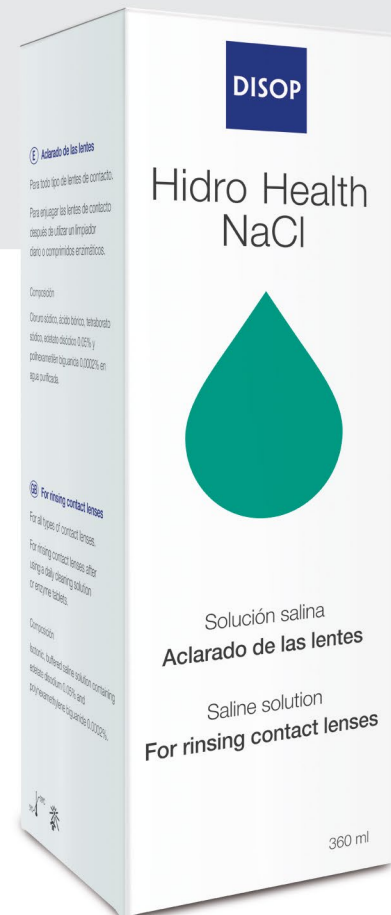 DISOP
Hidro Health
NaCl
Solución salina
Aclarado de las lentes
Saline solution
For rinsing contact lenses
360 ml
E Aclarado de las lentes
Para todo tipo de lentes de contacto.
Para enjuagar las lentes de contacto
después de utilizar un limpiador
diario o comprimidos enzimáticos.
Composición
Cloruro sódico, ácido bórico, tetraborato
sódico, edetato disódico 0.05% y
polihexametilén biguanida 0.0002% en
agua purificada.
GB For rinsing contact lenses
For all types of contact lenses.
For rinsing contact lenses after
using a daily cleaning solution
or enzyme tablets.
Composición
Isotonic, buffered saline solution containing
edetate disodium 0.05% and
polyhexamethylene biguanide 0.0002%.